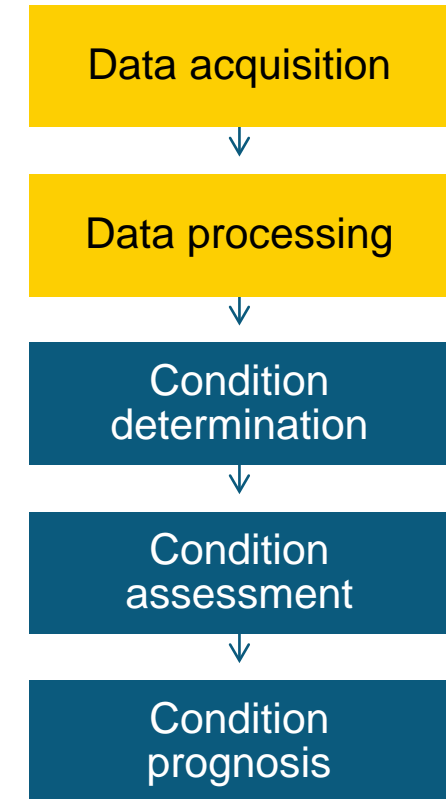 Data acquisition
Data processing
Condition
determination
Condition
assessment
Condition
prognosis